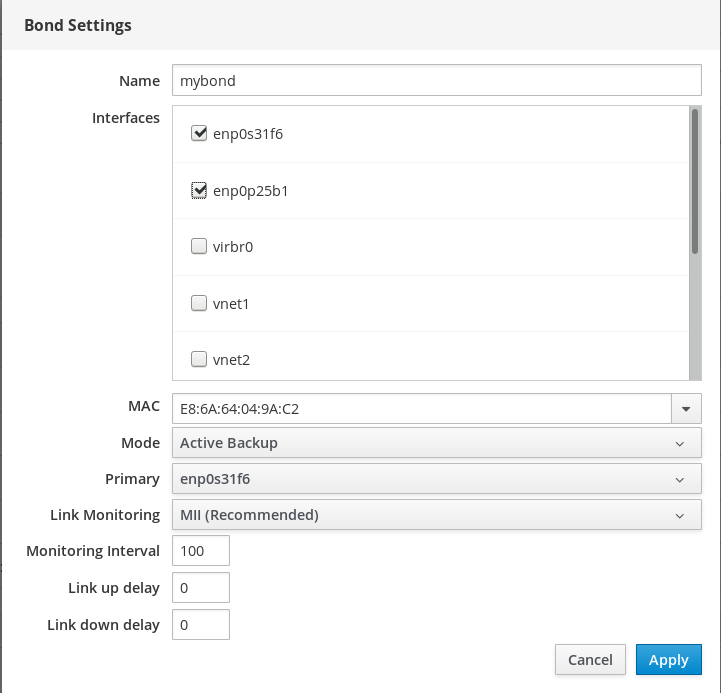 Bond Settings
Name mybond
Interfaces
enp0s31f6
enp0p25b1
virbr0
vnet1
vnet2
MAC E8:6A:64:04:9A:C2
Mode Active Backup
Primary enp0s31f6
Link Monitoring MII (Recommended)
Monitoring Interval 100
Link up delay 0
Link down delay 0
Cancel Apply